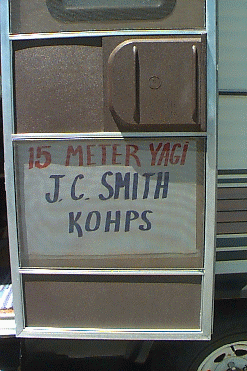 15 METER YAGI
J.C. SMITH
KOHPS